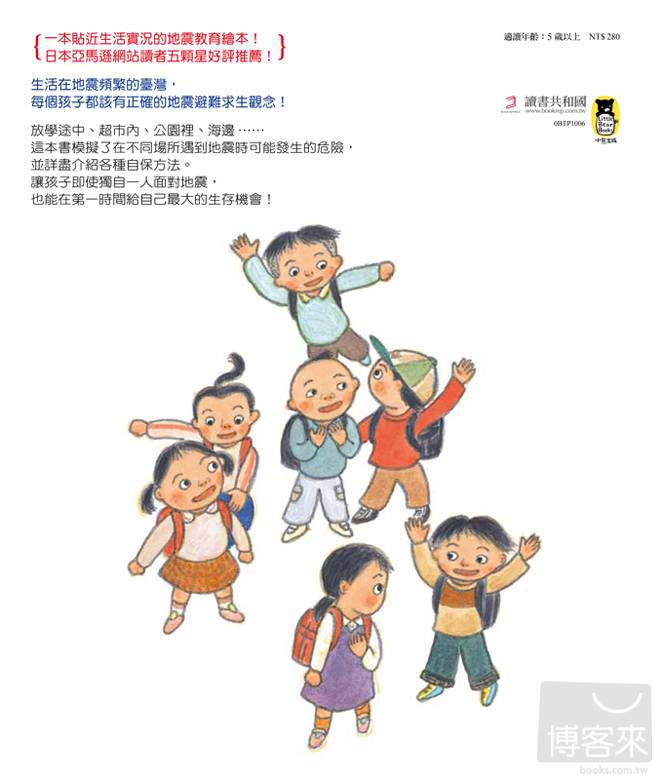 一本貼近生活實況的地震教育繪本！
日本亞馬遜網站讀者五顆星好評推薦！
適讀年齡：5歲以上 NT$ 280
生活在地震頻繁的臺灣，
每個孩子都該有正確的地震避難求生觀念！
讀書共和國
www.bookrep.com.tw
0BTP1006
Little Bear Books
小熊出版
放學途中、超市內、公園裡、海邊……
這本書模擬了在不同場所遇到地震時可能發生的危險，
並詳盡介紹各種自保方法。
讓孩子即使獨自一人面對地震，
也能在第一時間給自己最大的生存機會！
博客來
books.com.tw